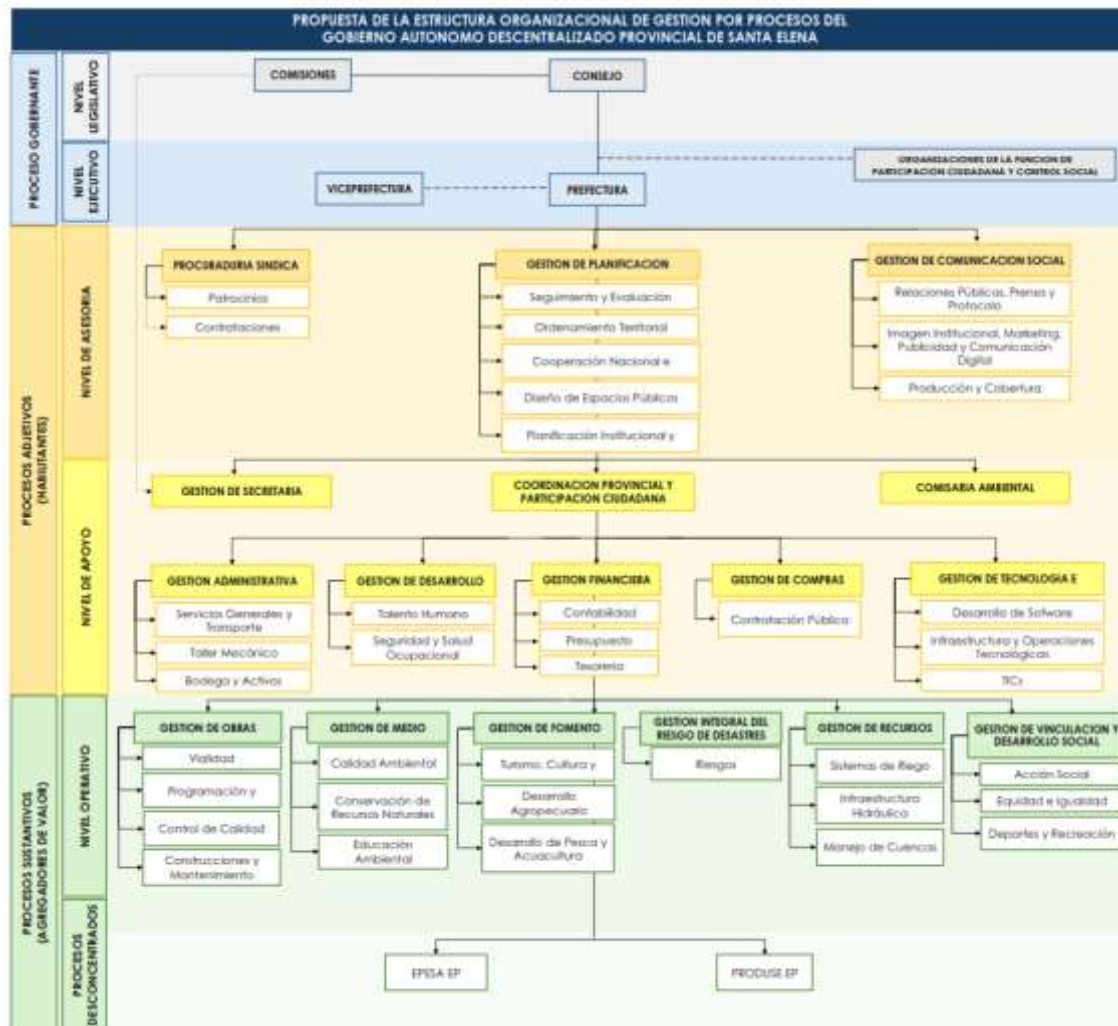 PROPUESTA DE LA ESTRUCTURA ORGANIZACIONAL DE GESTION POR PROCESOS DEL
GOBIERNO AUTONOMO DESCENTRALIZADO PROVINCIAL DE SANTA ELENA
PROCESO GOBERNANTE
NIVEL
LEGISLATIVO
COMISIONES
CONSEJO
NIVEL
EJECUTIVO
ORGANIZACIONES DE LA FUNCION DE
PARTICIPACION CIUDADANA Y CONTROL SOCIAL
VICEPREFECTURA
PREFECTURA
PROCESOS ADJETIVOS
(HABILITANTES)
NIVEL DE ASESORIA
PROCURADURIA SINDICA
Patrocinios
Contrataciones
GESTION DE PLANIFICACION
Seguimiento y Evaluación
Ordenamiento Territorial
Cooperación Nacional e
Diseño de Espacios Públicos
Planificación Institucional y
GESTION DE COMUNICACION SOCIAL
Relaciones Públicas, Prensa y
Protocolo
Imagen Institucional, Marketing,
Publicidad y Comunicación
Digital
Producción y Cobertura
NIVEL DE APOYO
GESTION DE SECRETARIA
COORDINACION PROVINCIAL Y
PARTICIPACION CIUDADANA
COMISARIA AMBIENTAL
GESTION ADMINISTRATIVA
Servicios Generales y
Transporte
Taller Mecánico
Bodega y Activos
GESTION DE DESARROLLO
Talento Humano
Seguridad y Salud
Ocupacional
GESTION FINANCIERA
Contabilidad
Presupuesto
Tesoreria
GESTION DE COMPRAS
Contratación Pública
GESTION DE TECNOLOGIA E
Desarrollo de Sofware
Infraestructura y Operaciones
Tecnológicas
TICs
PROCESOS SUSTANTIVOS
(AGREGADORES DE VALOR)
NIVEL OPERATIVO
GESTION DE OBRAS
Vialidad
Programación y
Control de Calidad
Construcciones y
Mantenimiento
GESTION DE MEDIO
Calidad Ambiental
Conservación de
Recursos Naturales
Educación
Ambiental
GESTION DE FOMENTO
Turismo, Cultura y
Desarrollo
Agropecuario
Desarrollo de Pesca y
Acuacultura
GESTION INTEGRAL DEL
RIESGO DE DESASTRES
Riesgos
GESTION DE RECURSOS
Sistemas de Riego
Infraestructura
Hidráulica
Manejo de Cuencas
GESTION DE VINCULACION Y
DESARROLLO SOCIAL
Acción Social
Equidad e Igualdad
Deportes y Recreación
PROCESOS
DESCONCENTRADOS
EPESA EP
PRODUSE EP